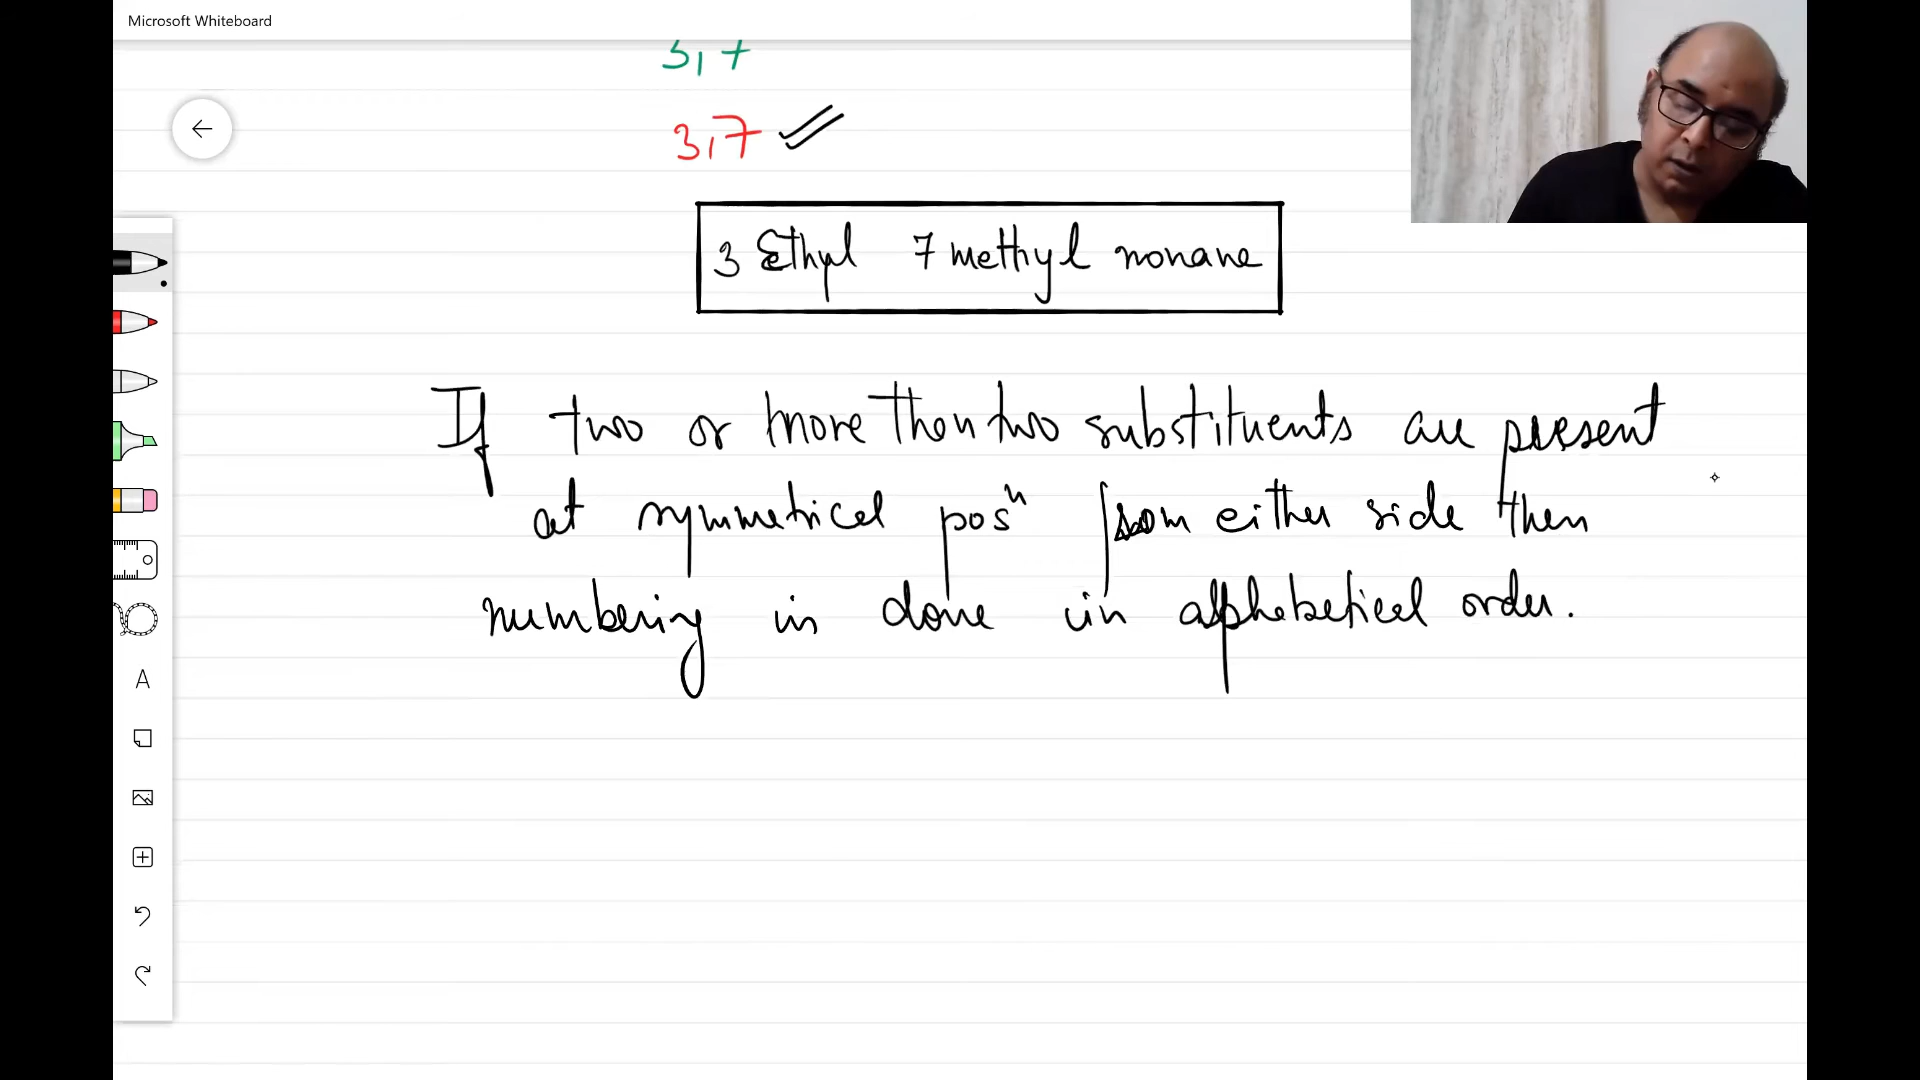 Microsoft Whiteboard
3,7
3,7
3 Ethyl 7 methyl nonane
If two or more then two substituents are present
at symmetrical posⁿ from either side then
numbering is done in alphabetical order.
A